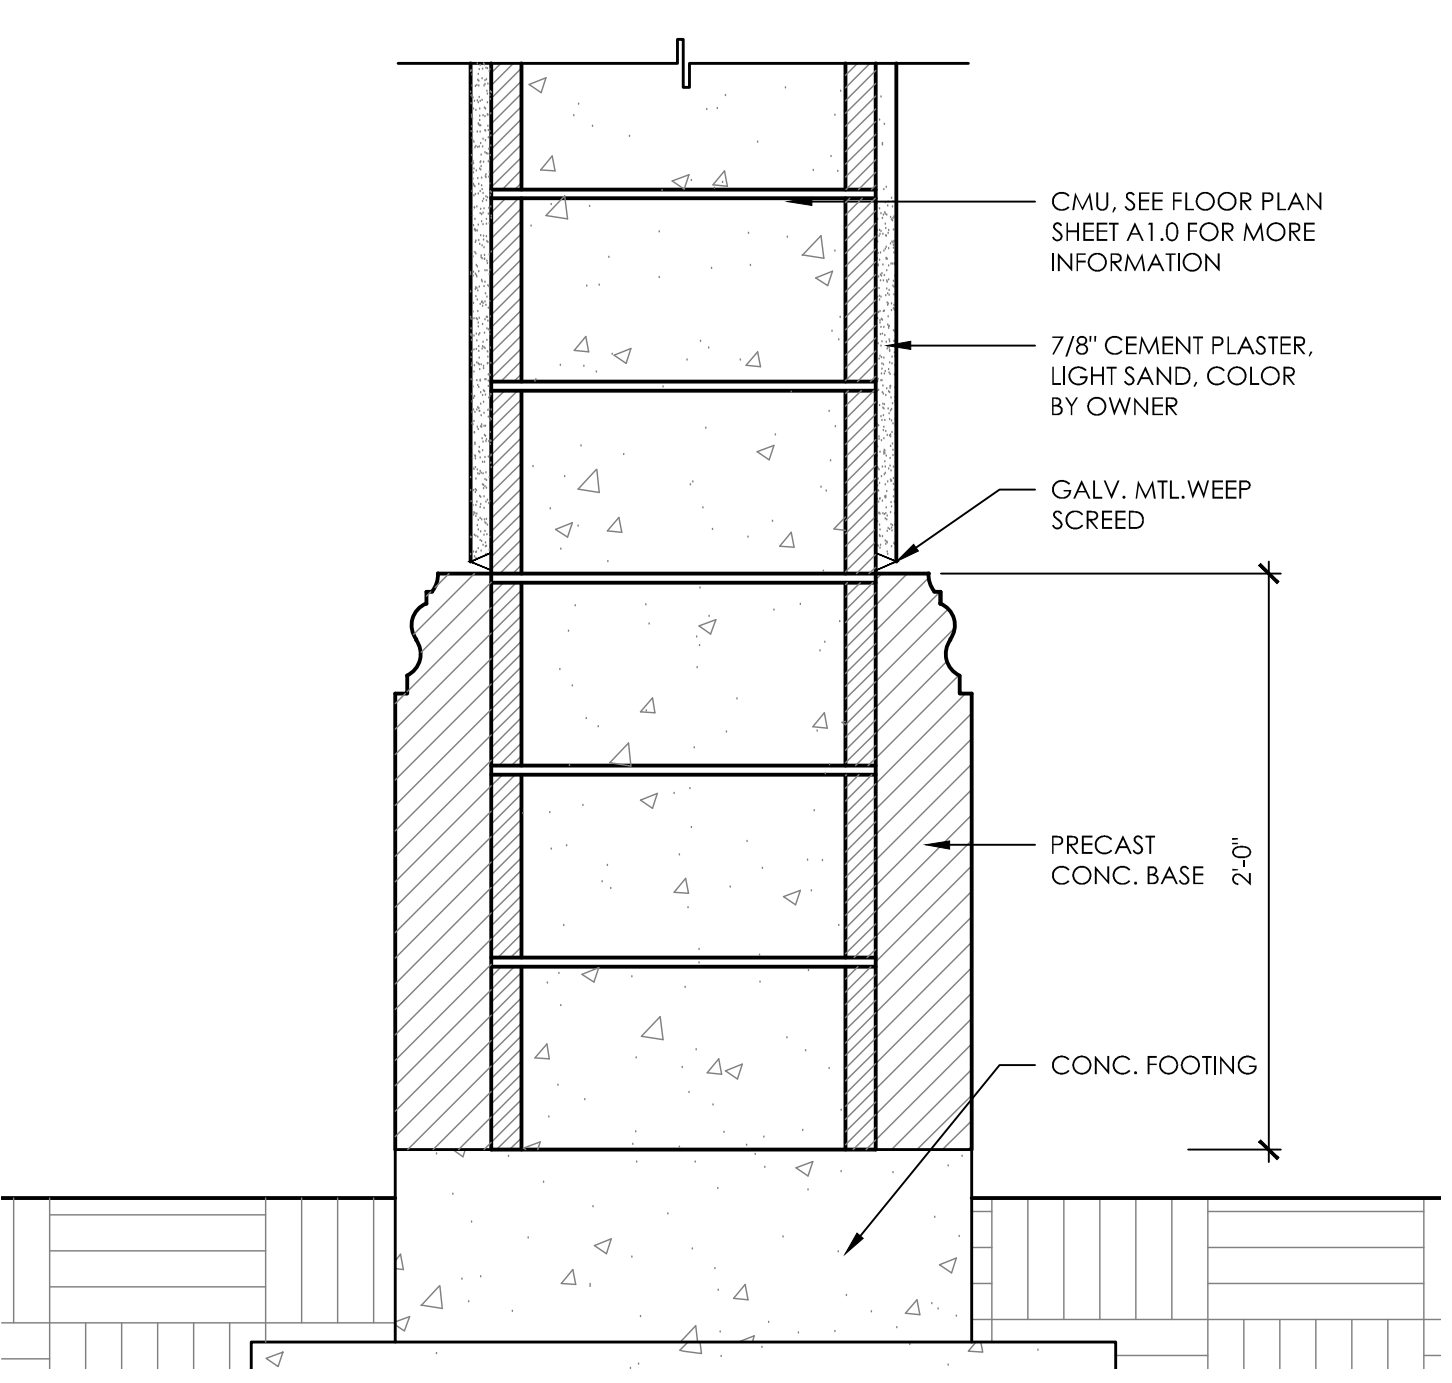 CMU, SEE FLOOR PLAN
SHEET A1.0 FOR MORE
INFORMATION
7/8" CEMENT PLASTER,
LIGHT SAND, COLOR
BY OWNER
GALV. MTL.WEEP
SCREED
PRECAST
CONC. BASE
2'-0"
CONC. FOOTING